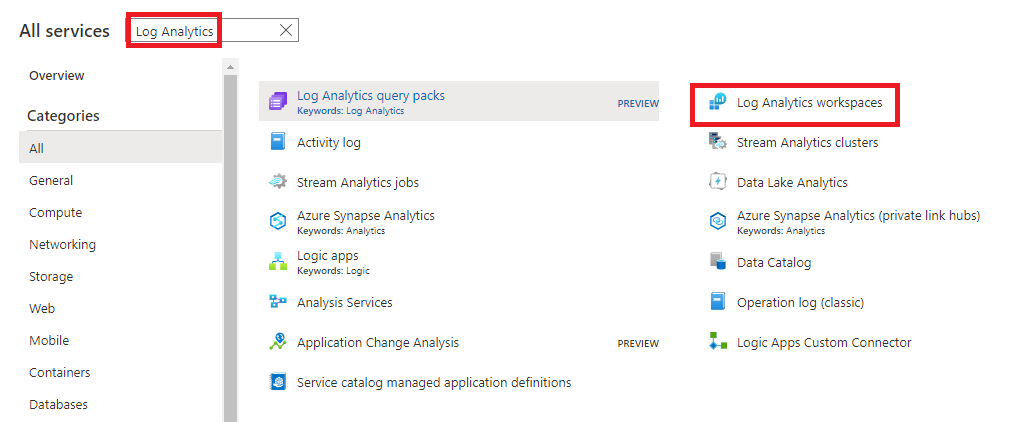 All services
Log Analytics
Overview
Categories
All
General
Compute
Networking
Storage
Web
Mobile
Containers
Databases
Log Analytics query packs
Keywords: Log Analytics
PREVIEW
Activity log
Stream Analytics jobs
Azure Synapse Analytics
Keywords: Analytics
Logic apps
Keywords: Logic
Analysis Services
Application Change Analysis
PREVIEW
Service catalog managed application definitions
Log Analytics workspaces
Stream Analytics clusters
Data Lake Analytics
Azure Synapse Analytics (private link hubs)
Keywords: Analytics
Data Catalog
Operation log (classic)
Logic Apps Custom Connector